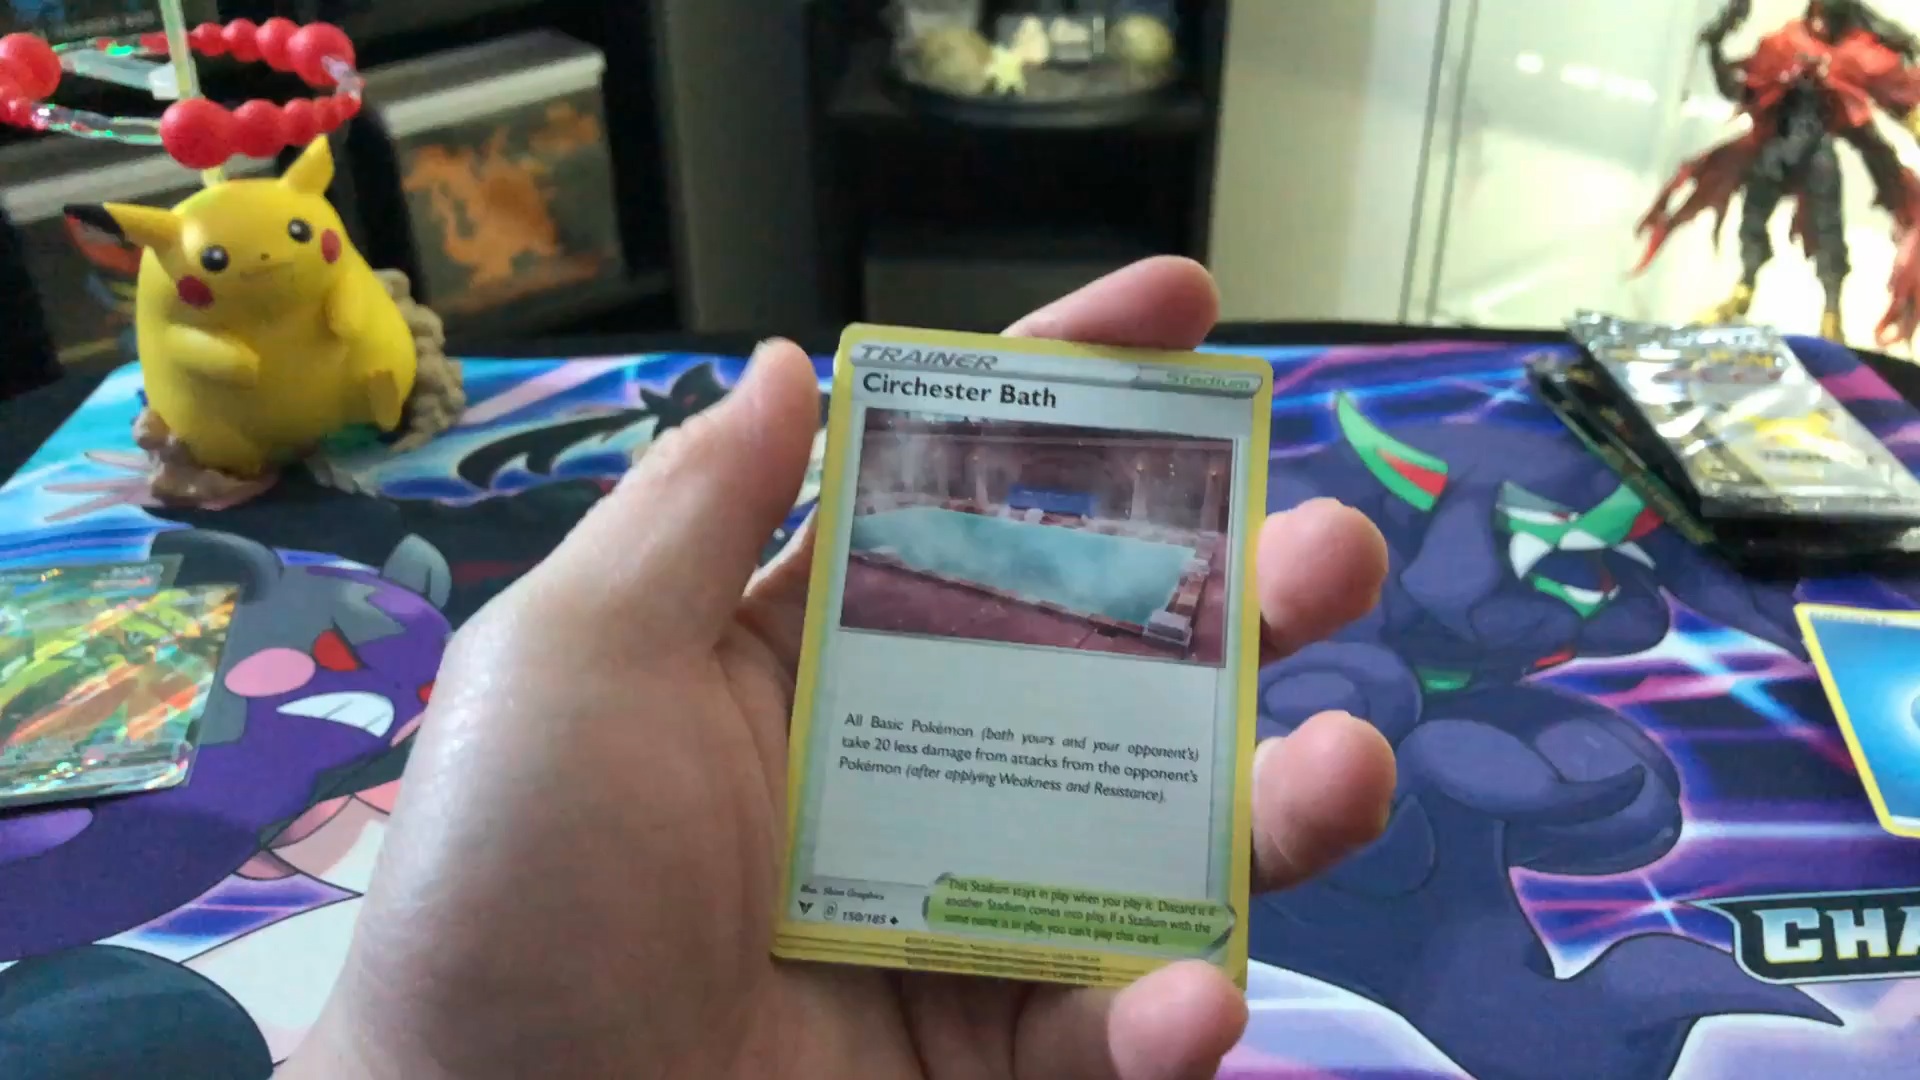 TRAINER
Stadium
Circhester Bath
All Basic Pokémon (both yours and your opponent's)
take 20 less damage from attacks from the opponent's
Pokémon (after applying Weakness and Resistance).
Illus. Shin Graphics
D 150/185
This Stadium stays in play when you play it. Discard it if
another Stadium comes into play. If a Stadium with the
same name is in play, you can't play this card.
CHA